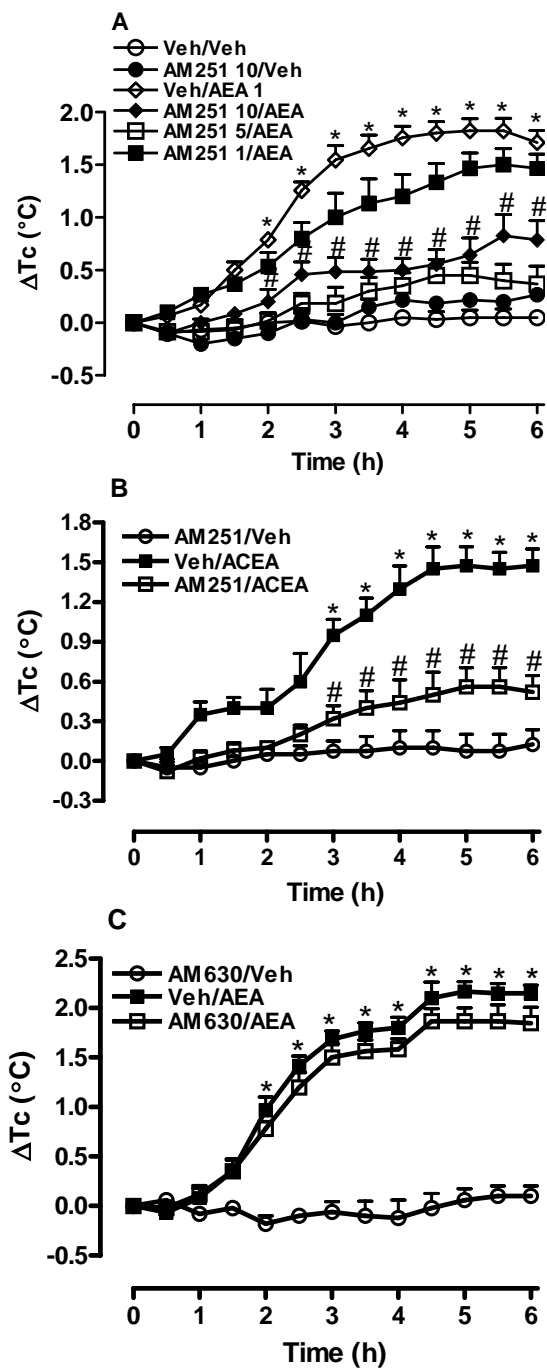 A
Veh/Veh
AM251 10/Veh
Veh/AEA 1
AM251 10/AEA
AM251 5/AEA
AM251 1/AEA
ΔTc (°C)
2.0
1.5
1.0
0.5
0.0
-0.5
* * * * * * * * *
# # # # # # # # #
0 1 2 3 4 5 6
Time (h)
B
AM251/Veh
Veh/ACEA
AM251/ACEA
ΔTc (°C)
1.8
1.5
1.2
0.9
0.6
0.3
0.0
-0.3
* * * * * * *
# # # # # # #
0 1 2 3 4 5 6
Time (h)
C
AM630/Veh
Veh/AEA
AM630/AEA
ΔTc (°C)
2.5
2.0
1.5
1.0
0.5
0.0
-0.5
* * * * * * * * *
0 1 2 3 4 5 6
Time (h)